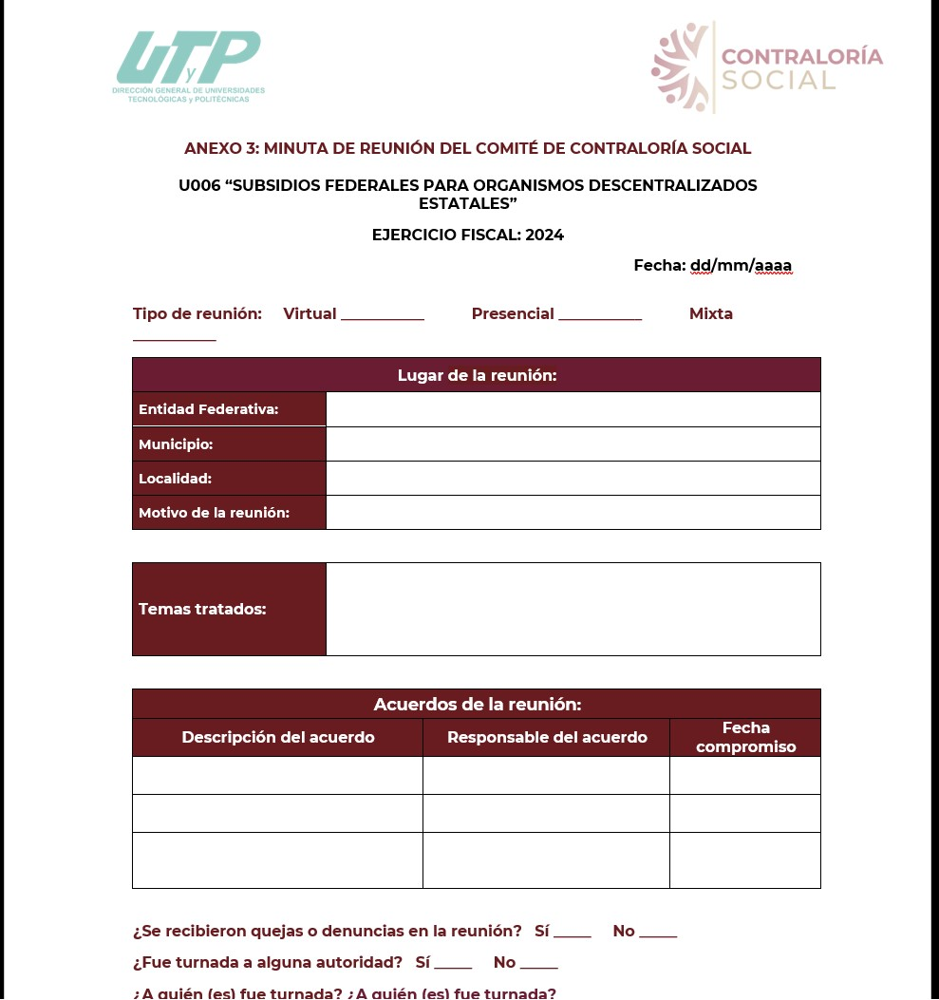 UTyP
DIRECCIÓN GENERAL DE UNIVERSIDADES
TECNOLÓGICAS y POLITÉCNICAS
CONTRALORÍA
SOCIAL
ANEXO 3: MINUTA DE REUNIÓN DEL COMITÉ DE CONTRALORÍA SOCIAL
U006 “SUBSIDIOS FEDERALES PARA ORGANISMOS DESCENTRALIZADOS
ESTATALES”
EJERCICIO FISCAL: 2024
Fecha: dd/mm/aaaa
Tipo de reunión: Virtual __________ Presencial __________ Mixta
__________
Lugar de la reunión:
Entidad Federativa:
Municipio:
Localidad:
Motivo de la reunión:
Temas tratados:
Acuerdos de la reunión:
Descripción del acuerdo Responsable del acuerdo Fecha
compromiso
¿Se recibieron quejas o denuncias en la reunión? Sí _____ No _____
¿Fue turnada a alguna autoridad? Sí _____ No _____
¿A quién (es) fue turnada? ¿A quién (es) fue turnada?